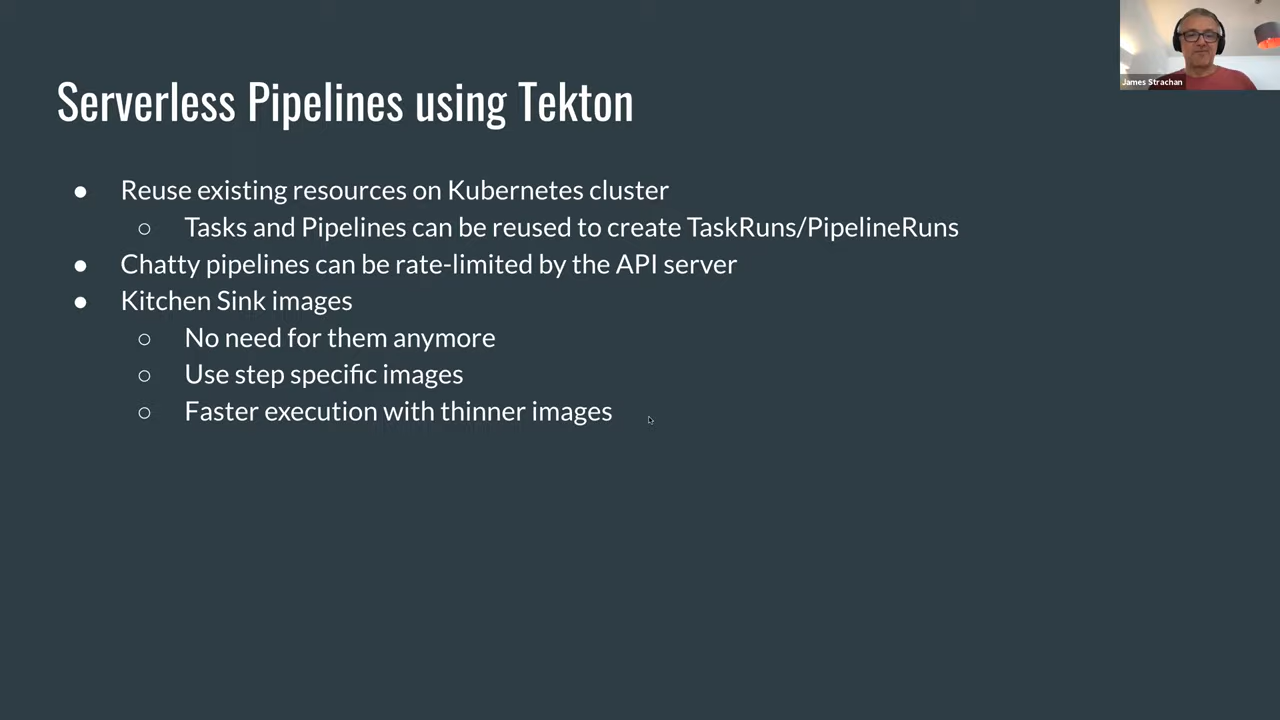 James Strachan
Serverless Pipelines using Tekton
● Reuse existing resources on Kubernetes cluster
○ Tasks and Pipelines can be reused to create TaskRuns/PipelineRuns
● Chatty pipelines can be rate-limited by the API server
● Kitchen Sink images
○ No need for them anymore
○ Use step specific images
○ Faster execution with thinner images